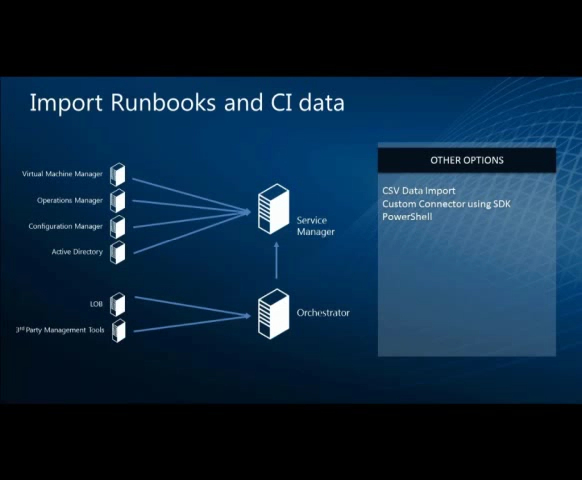 Import Runbooks and CI data
Virtual Machine Manager
Operations Manager
Configuration Manager
Active Directory
Service
Manager
LOB
3rd Party Management Tools
Orchestrator
OTHER OPTIONS
CSV Data Import
Custom Connector using SDK
PowerShell